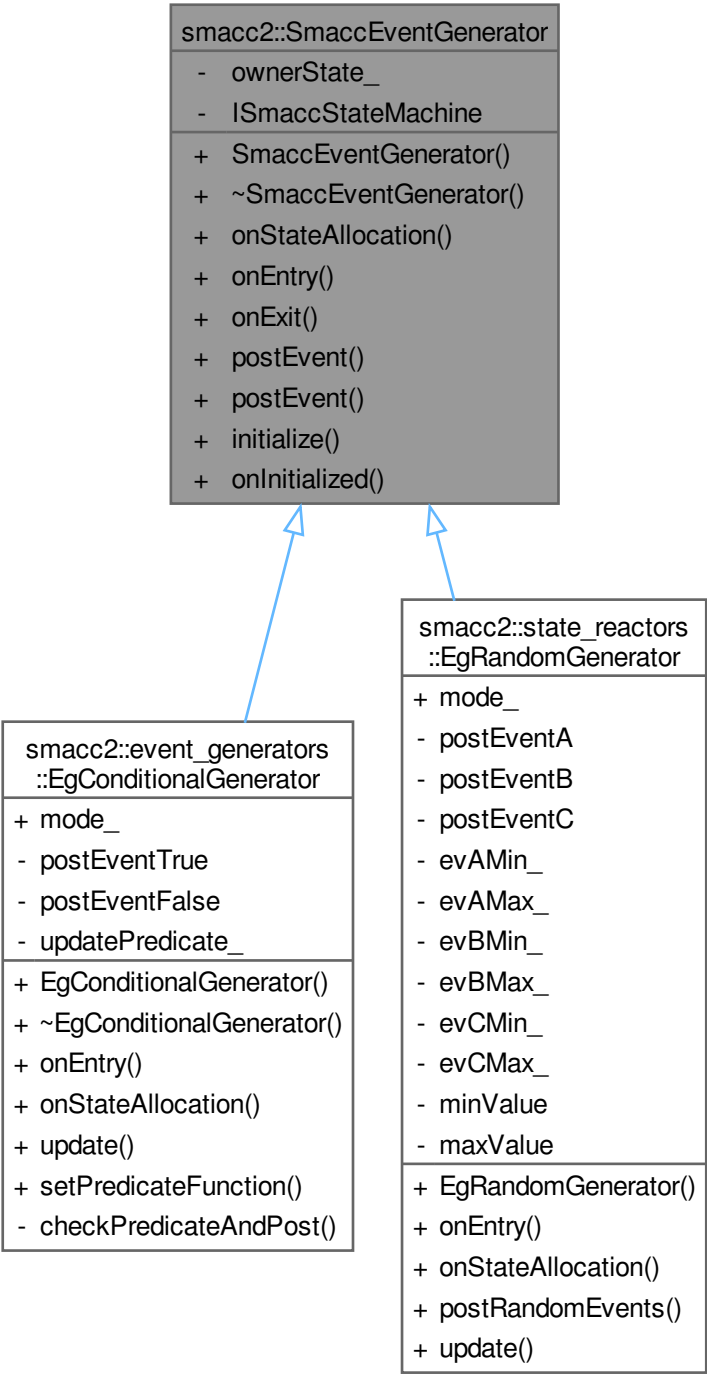 smacc2::SmaccEventGenerator
- ownerState_
- ISmaccStateMachine
+ SmaccEventGenerator()
+ ~SmaccEventGenerator()
+ onStateAllocation()
+ onEntry()
+ onExit()
+ postEvent()
+ postEvent()
+ initialize()
+ onInitialized()
smacc2::event_generators
::EgConditionalGenerator
+ mode_
- postEventTrue
- postEventFalse
- updatePredicate_
+ EgConditionalGenerator()
+ ~EgConditionalGenerator()
+ onEntry()
+ onStateAllocation()
+ update()
+ setPredicateFunction()
- checkPredicateAndPost()
smacc2::state_reactors
::EgRandomGenerator
+ mode_
- postEventA
- postEventB
- postEventC
- evAMin_
- evAMax_
- evBMin_
- evBMax_
- evCMin_
- evCMax_
- minValue
- maxValue
+ EgRandomGenerator()
+ onEntry()
+ onStateAllocation()
+ postRandomEvents()
+ update()